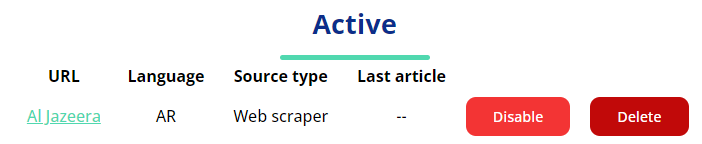 Active
URL Language Source type Last article
Al Jazeera AR Web scraper -- Disable Delete